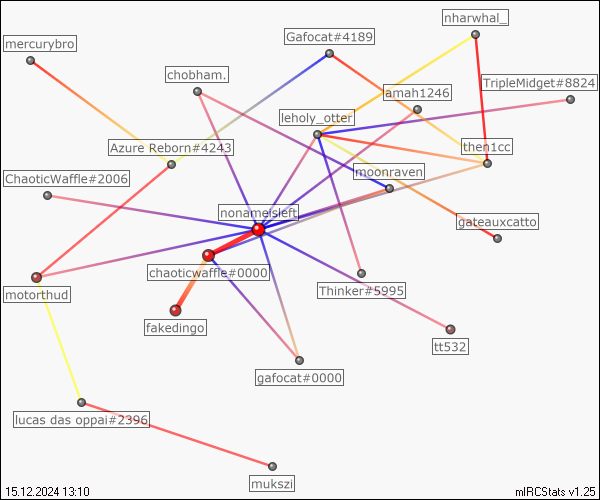 nharwhal_
mercurybro
Gafocat#4189
chobham.
TripleMidget#8824
amah1246
leholy_otter
Azure Reborn#4243
then1cc
ChaoticWaffle#2006
moonraven
nonameisleft
gateauxcatto
chaoticwaffle#0000
motorthud
Thinker#5995
fakedingo
tt532
gafocat#0000
lucas das oppai#2396
mukszi
15.12.2024 13:10
mIRCStats v1.25